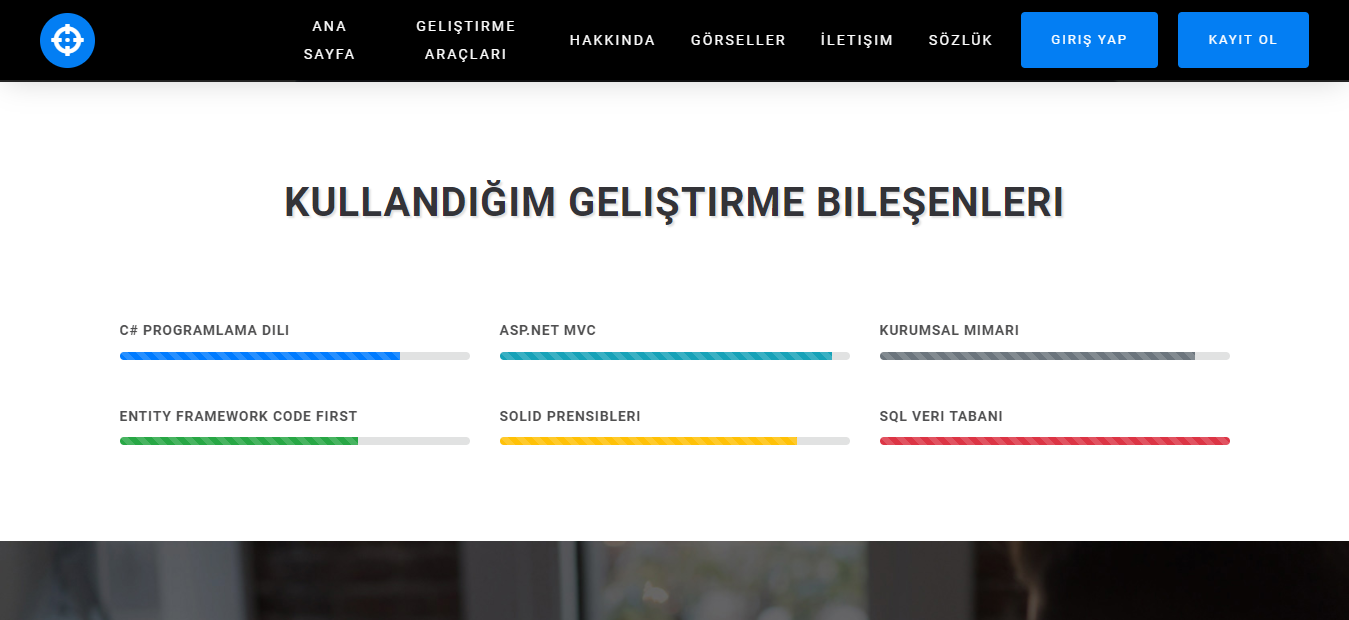 ANA
SAYFA
GELIŞTIRME
ARAÇLARI
HAKKINDA
GÖRSELLER
İLETIŞIM
SÖZLÜK
GIRIŞ YAP
KAYIT OL
KULLANDIĞIM GELIŞTIRME BILEŞENLERI
C# PROGRAMLAMA DILI
ASP.NET MVC
KURUMSAL MIMARI
ENTITY FRAMEWORK CODE FIRST
SOLID PRENSIBLERI
SQL VERI TABANI